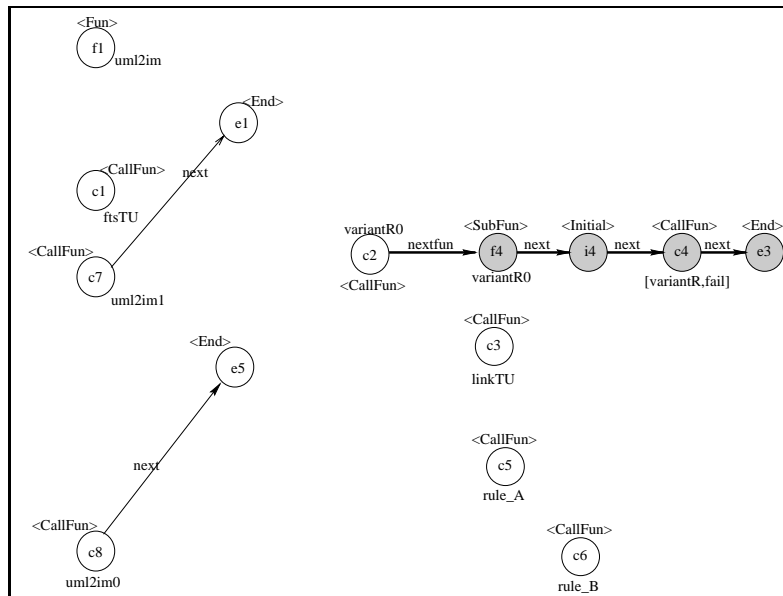 <Fun>
f1
uml2im
<End>
e1
next
<CallFun>
c1
ftsTU
<CallFun>
c7
uml2im1
variantR0
c2
<CallFun>
nextfun
<SubFun>
f4
variantR0
next
<Initial>
i4
next
<CallFun>
c4
[variantR,fail]
next
<End>
e3
<CallFun>
c3
linkTU
<End>
e5
next
<CallFun>
c5
rule_A
<CallFun>
c8
uml2im0
<CallFun>
c6
rule_B